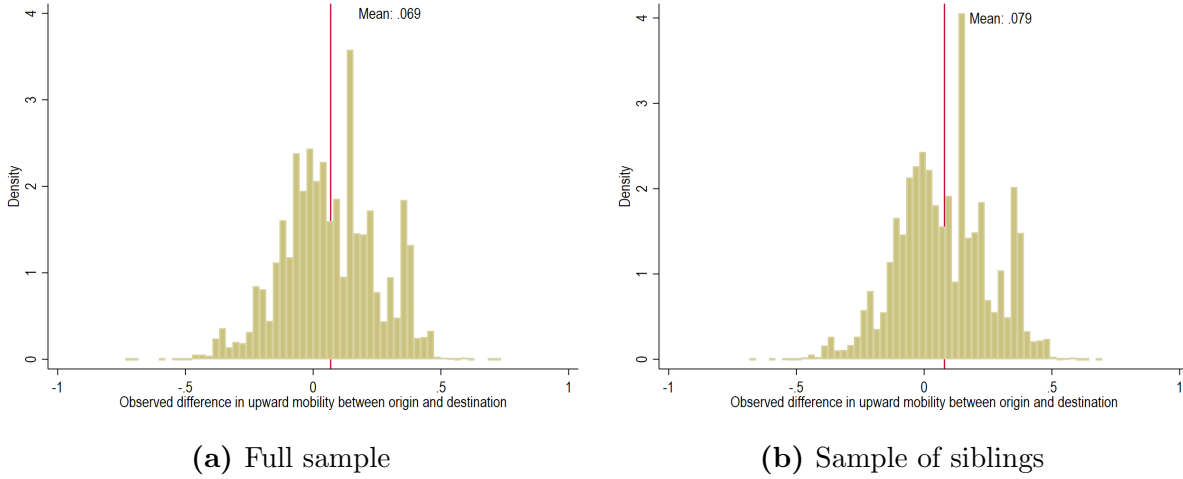 Mean: .069
4
3
2
1
0
Density
-1
-.5
0
.5
1
Observed difference in upward mobility between origin and destination
(a) Full sample
Mean: .079
4
3
2
1
0
Density
-1
-.5
0
.5
1
Observed difference in upward mobility between origin and destination
(b) Sample of siblings